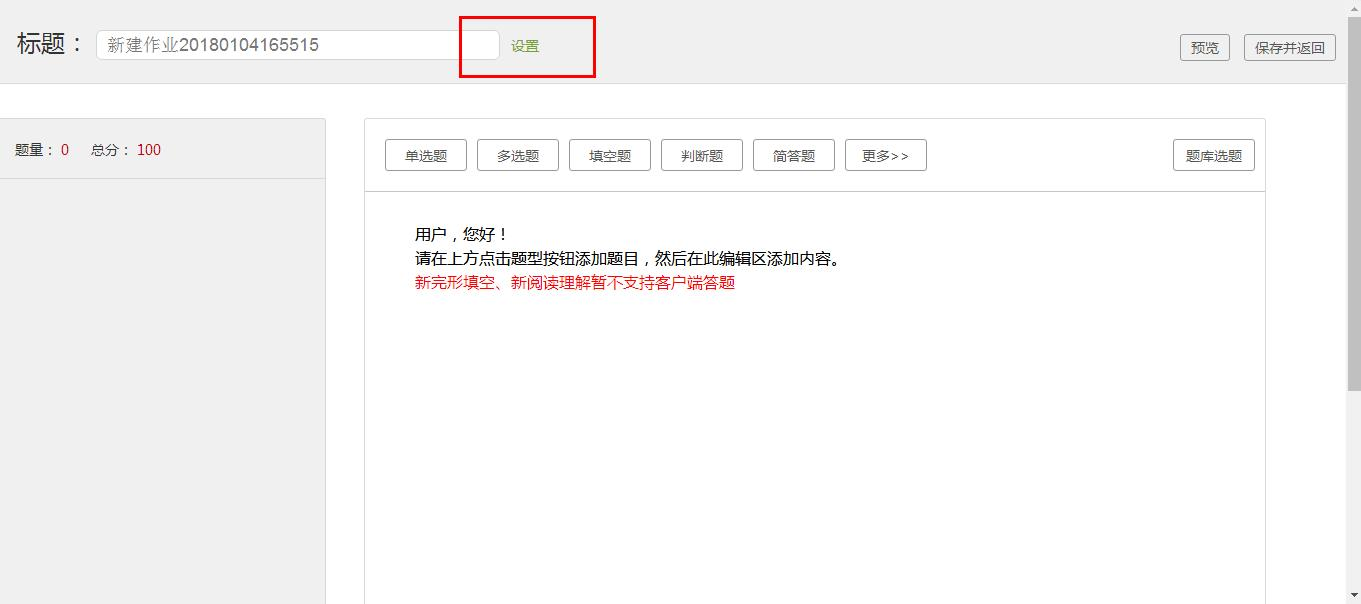 标题： 新建作业20180104165515 设置 预览 保存并返回
题量： 0 总分： 100
单选题 多选题 填空题 判断题 简答题 更多>> 题库选题
用户，您好！
请在上方点击题型按钮添加题目，然后在此编辑区添加内容。
新完形填空、新阅读理解暂不支持客户端答题